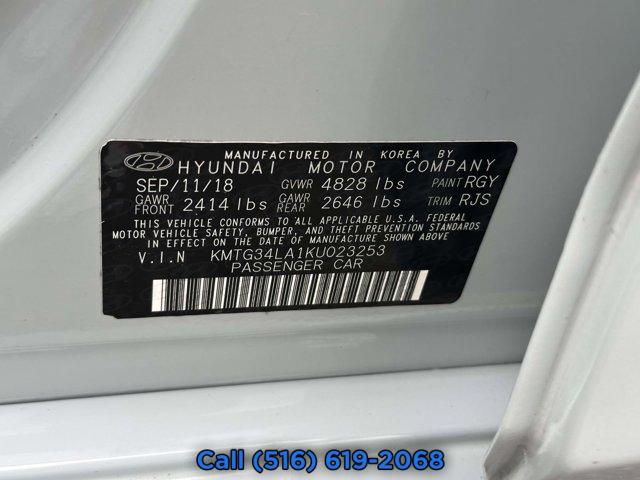 MANUFACTURED IN KOREA BY
HYUNDAI MOTOR COMPANY
SEP/11/18 GVWR 4828 lbs PAINT RGY
GAWR FRONT 2414 lbs GAWR REAR 2646 lbs TRIM RJS
THIS VEHICLE CONFORMS TO ALL APPLICABLE U.S.A. FEDERAL
MOTOR VEHICLE SAFETY, BUMPER, AND THEFT PREVENTION STANDARDS
IN EFFECT ON THE DATE OF MANUFACTURE SHOWN ABOVE.
V.I.N KMTG34LA1KU023253
PASSENGER CAR
Call (516) 619-2068